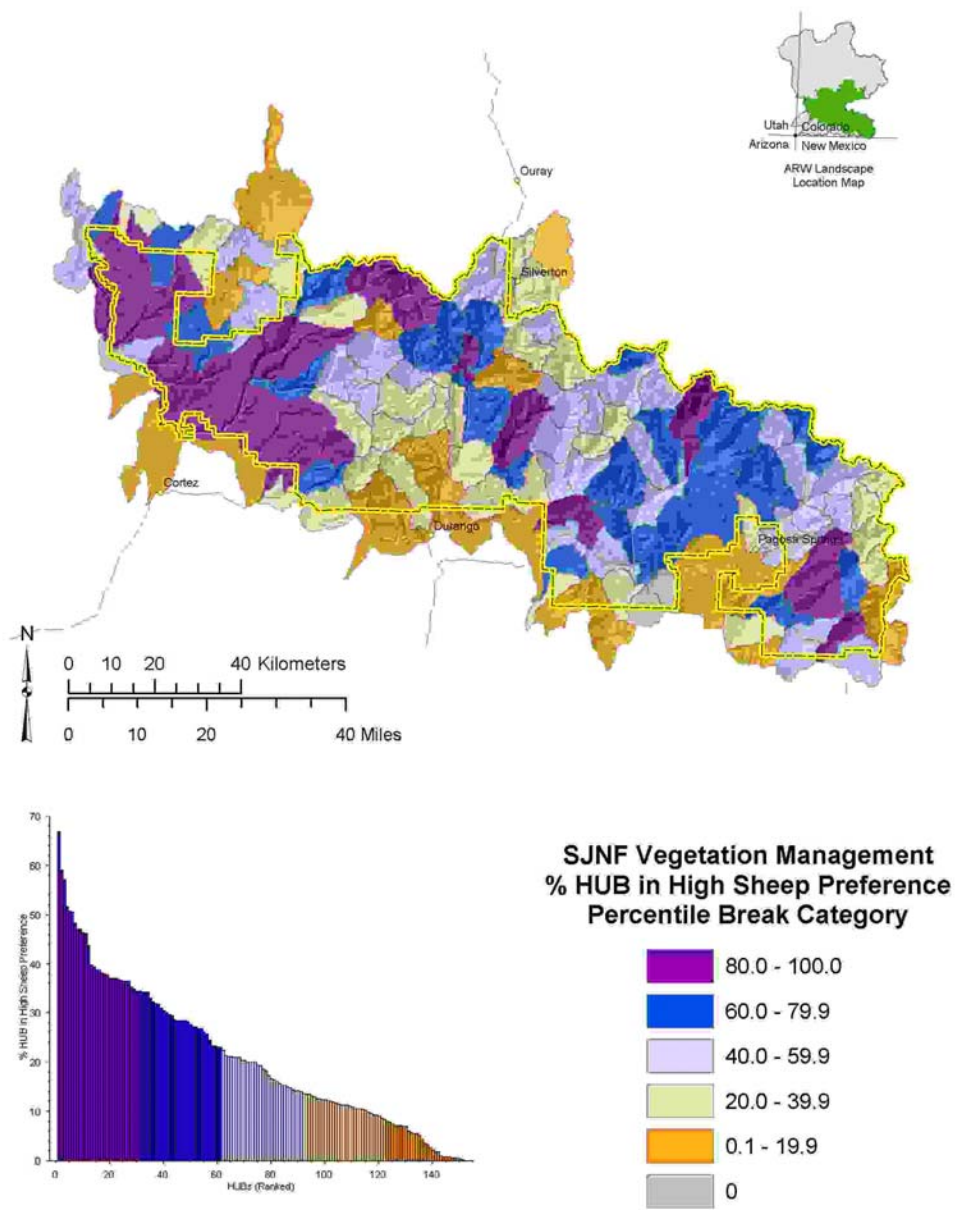 Utah Colorado
Arizona New Mexico
ARW Landscape
Location Map
Ouray
Silverton
Cortez
Durango
Pagosa Springs
N
0 10 20 40 Kilometers
0 10 20 40 Miles
70
60
50
40
30
20
10
0
% HUB in High Sheep Preference
0 20 40 60 80 100 120 140
HUBs (Ranked)
SJNF Vegetation Management
% HUB in High Sheep Preference
Percentile Break Category
80.0 - 100.0
60.0 - 79.9
40.0 - 59.9
20.0 - 39.9
0.1 - 19.9
0